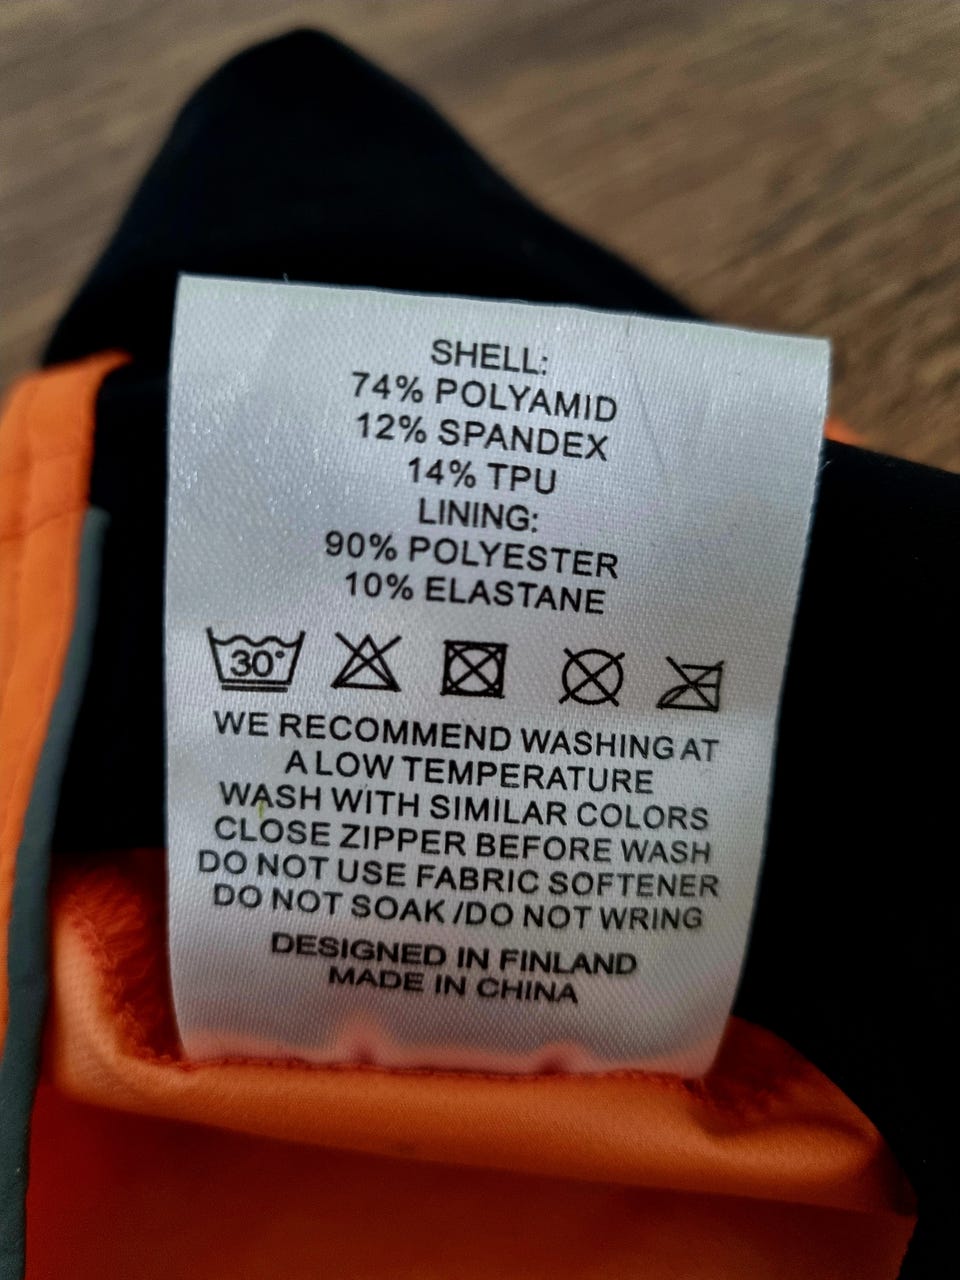 SHELL:
74% POLYAMID
12% SPANDEX
14% TPU
LINING:
90% POLYESTER
10% ELASTANE
30°
WE RECOMMEND WASHING AT
A LOW TEMPERATURE
WASH WITH SIMILAR COLORS
CLOSE ZIPPER BEFORE WASH
DO NOT USE FABRIC SOFTENER
DO NOT SOAK /DO NOT WRING
DESIGNED IN FINLAND
MADE IN CHINA